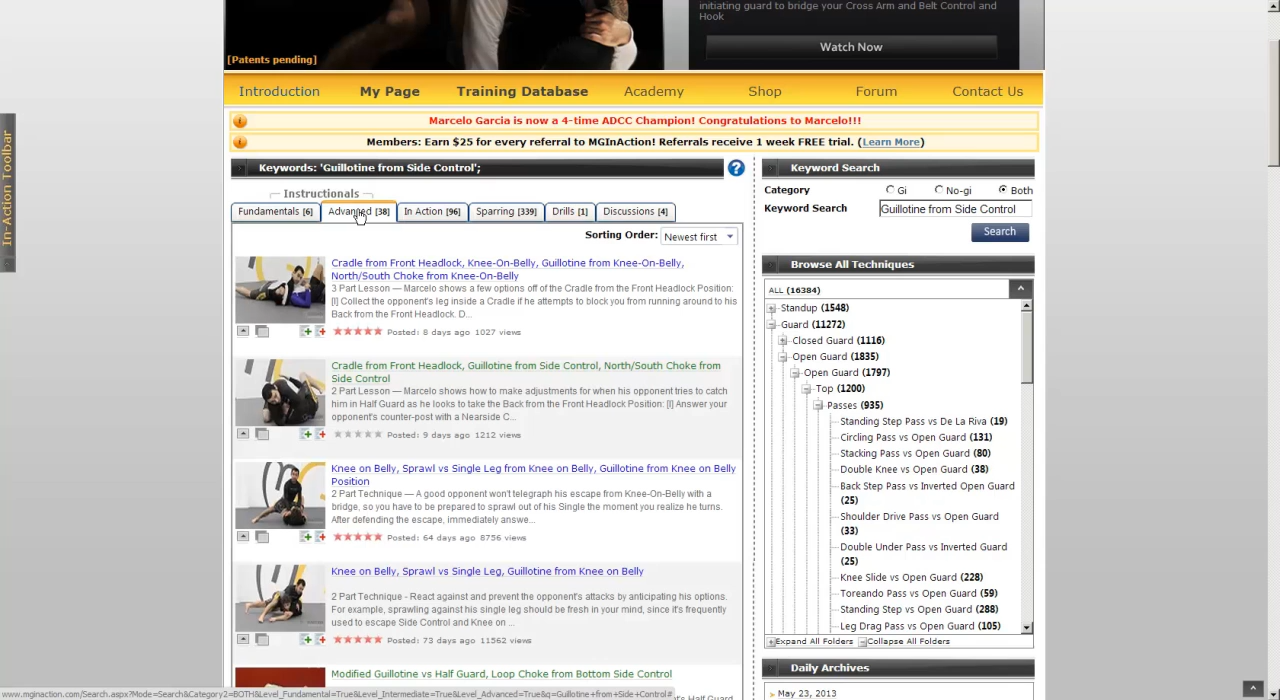 initiating guard to bridge your Cross Arm and Belt Control and
Hook
Watch Now
[Patents pending]
Introduction My Page Training Database Academy Shop Forum Contact Us
Marcelo Garcia is now a 4-time ADCC Champion! Congratulations to Marcelo!!!
Members: Earn $25 for every referral to MGInAction! Referrals receive 1 week FREE trial. (Learn More)
In-Action Toolbar
Keywords: 'Guillotine from Side Control';
?
Instructionals
Fundamentals [6] Advanced [38] In Action [96] Sparring [339] Drills [1] Discussions [4]
Sorting Order: Newest first
Cradle from Front Headlock, Knee-On-Belly, Guillotine from Knee-On-Belly,
North/South Choke from Knee-On-Belly
3 Part Lesson — Marcelo shows a few options off of the Cradle from the Front Headlock Position:
[I] Collect the opponent's leg inside a Cradle if he attempts to block you from running around to his
Back from the Front Headlock. D...
Posted: 8 days ago 1027 views
Cradle from Front Headlock, Guillotine from Side Control, North/South Choke from
Side Control
2 Part Lesson — Marcelo shows how to make adjustments for when his opponent tries to catch
him in Half Guard as he looks to take the Back from the Front Headlock Position: [I] Answer your
opponent's counter-post with a Nearside C...
Posted: 9 days ago 1212 views
Knee on Belly, Sprawl vs Single Leg from Knee on Belly, Guillotine from Knee on Belly
Position
2 Part Technique — A good opponent won't telegraph his escape from Knee-On-Belly with a
bridge, so you have to be prepared to sprawl out of his Single the moment you realize he turns.
After defending the escape, immediately answe...
Posted: 64 days ago 8756 views
Knee on Belly, Sprawl vs Single Leg, Guillotine from Knee on Belly
2 Part Technique - React against and prevent the opponent's attacks by anticipating his options.
For example, sprawling against his single leg should be fresh in your mind, since it's frequently
used to escape Side Control and Knee on ...
Posted: 73 days ago 11562 views
Modified Guillotine vs Half Guard, Loop Choke from Bottom Side Control
Keyword Search
Category Gi No-gi Both
Keyword Search Guillotine from Side Control
Search
Browse All Techniques
ALL (16384)
Standup (1548)
Guard (11272)
Closed Guard (1116)
Open Guard (1835)
Open Guard (1797)
Top (1200)
Passes (935)
Standing Step Pass vs De La Riva (19)
Circling Pass vs Open Guard (131)
Stacking Pass vs Open Guard (80)
Double Knee vs Open Guard (38)
Back Step Pass vs Inverted Open Guard
(25)
Shoulder Drive Pass vs Open Guard
(33)
Double Under Pass vs Inverted Guard
(25)
Knee Slide vs Open Guard (228)
Toreando Pass vs Open Guard (59)
Standing Step vs Open Guard (288)
Leg Drag Pass vs Open Guard (105)
Expand All Folders Collapse All Folders
Daily Archives
May 23, 2013
www.mginaction.com/Search.aspx?Mode=Search&Category2=BOTH&Level_Fundamental=True&Level_Intermediate=True&Level_Advanced=True&q=Guillotine+from+Side+Control#